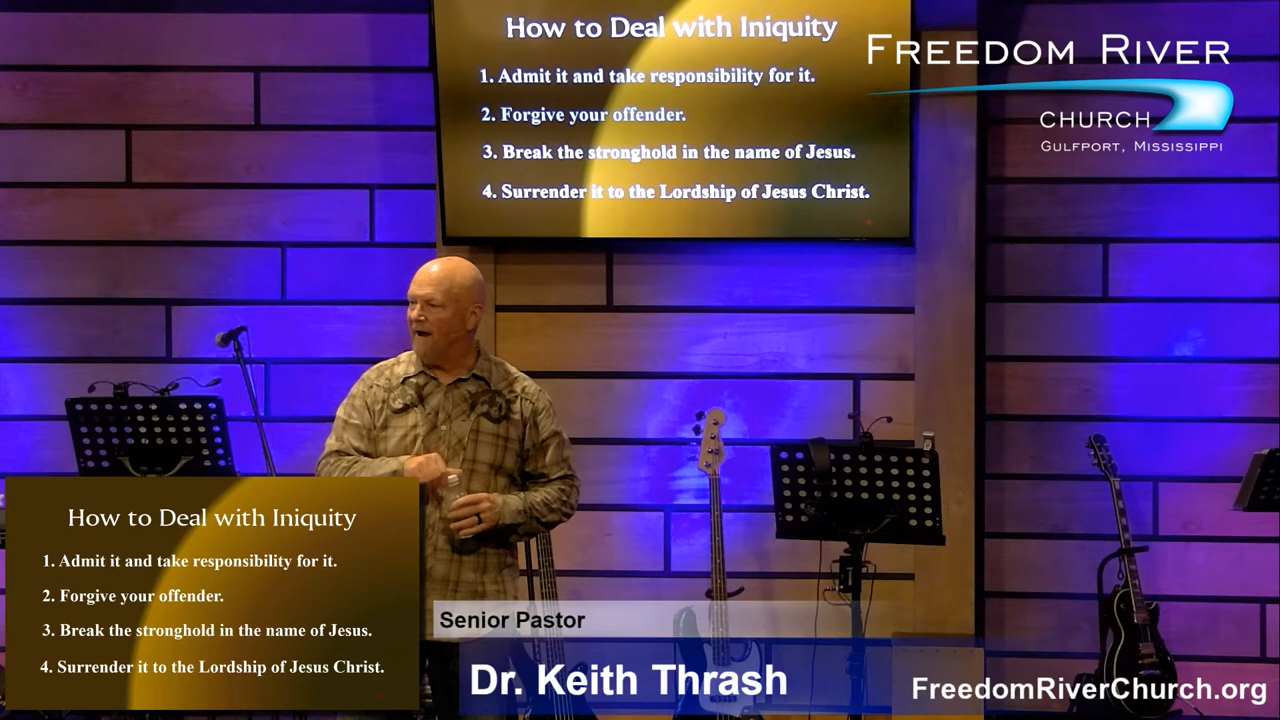 How to Deal with Iniquity
1. Admit it and take responsibility for it.
2. Forgive your offender.
3. Break the stronghold in the name of Jesus.
4. Surrender it to the Lordship of Jesus Christ.
FREEDOM RIVER
CHURCH
GULFPORT, MISSISSIPPI
How to Deal with Iniquity
1. Admit it and take responsibility for it.
2. Forgive your offender.
3. Break the stronghold in the name of Jesus.
4. Surrender it to the Lordship of Jesus Christ.
Senior Pastor
Dr. Keith Thrash
FreedomRiverChurch.org